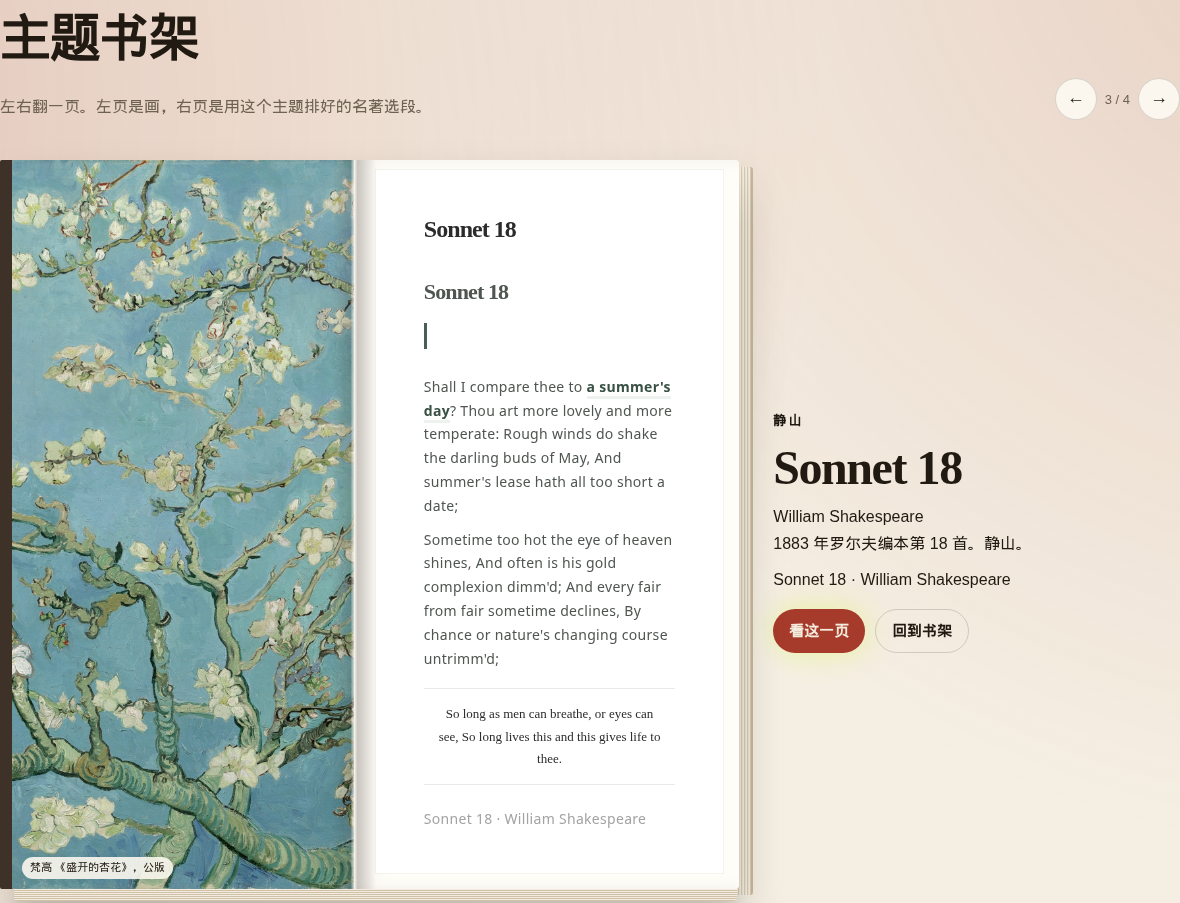 主题书架
左右翻一页。左页是画，右页是用这个主题排好的名著选段。
← 3 / 4 →
Sonnet 18
Sonnet 18
Shall I compare thee to a summer's
day? Thou art more lovely and more
temperate: Rough winds do shake
the darling buds of May, And
summer's lease hath all too short a
date;
Sometime too hot the eye of heaven
shines, And often is his gold
complexion dimm'd; And every fair
from fair sometime declines, By
chance or nature's changing course
untrimm'd;
So long as men can breathe, or eyes can
see, So long lives this and this gives life to
thee.
Sonnet 18 · William Shakespeare
梵高 《盛开的杏花》，公版
静山
Sonnet 18
William Shakespeare
1883 年罗尔夫编本第 18 首。静山。
Sonnet 18 · William Shakespeare
看这一页 回到书架